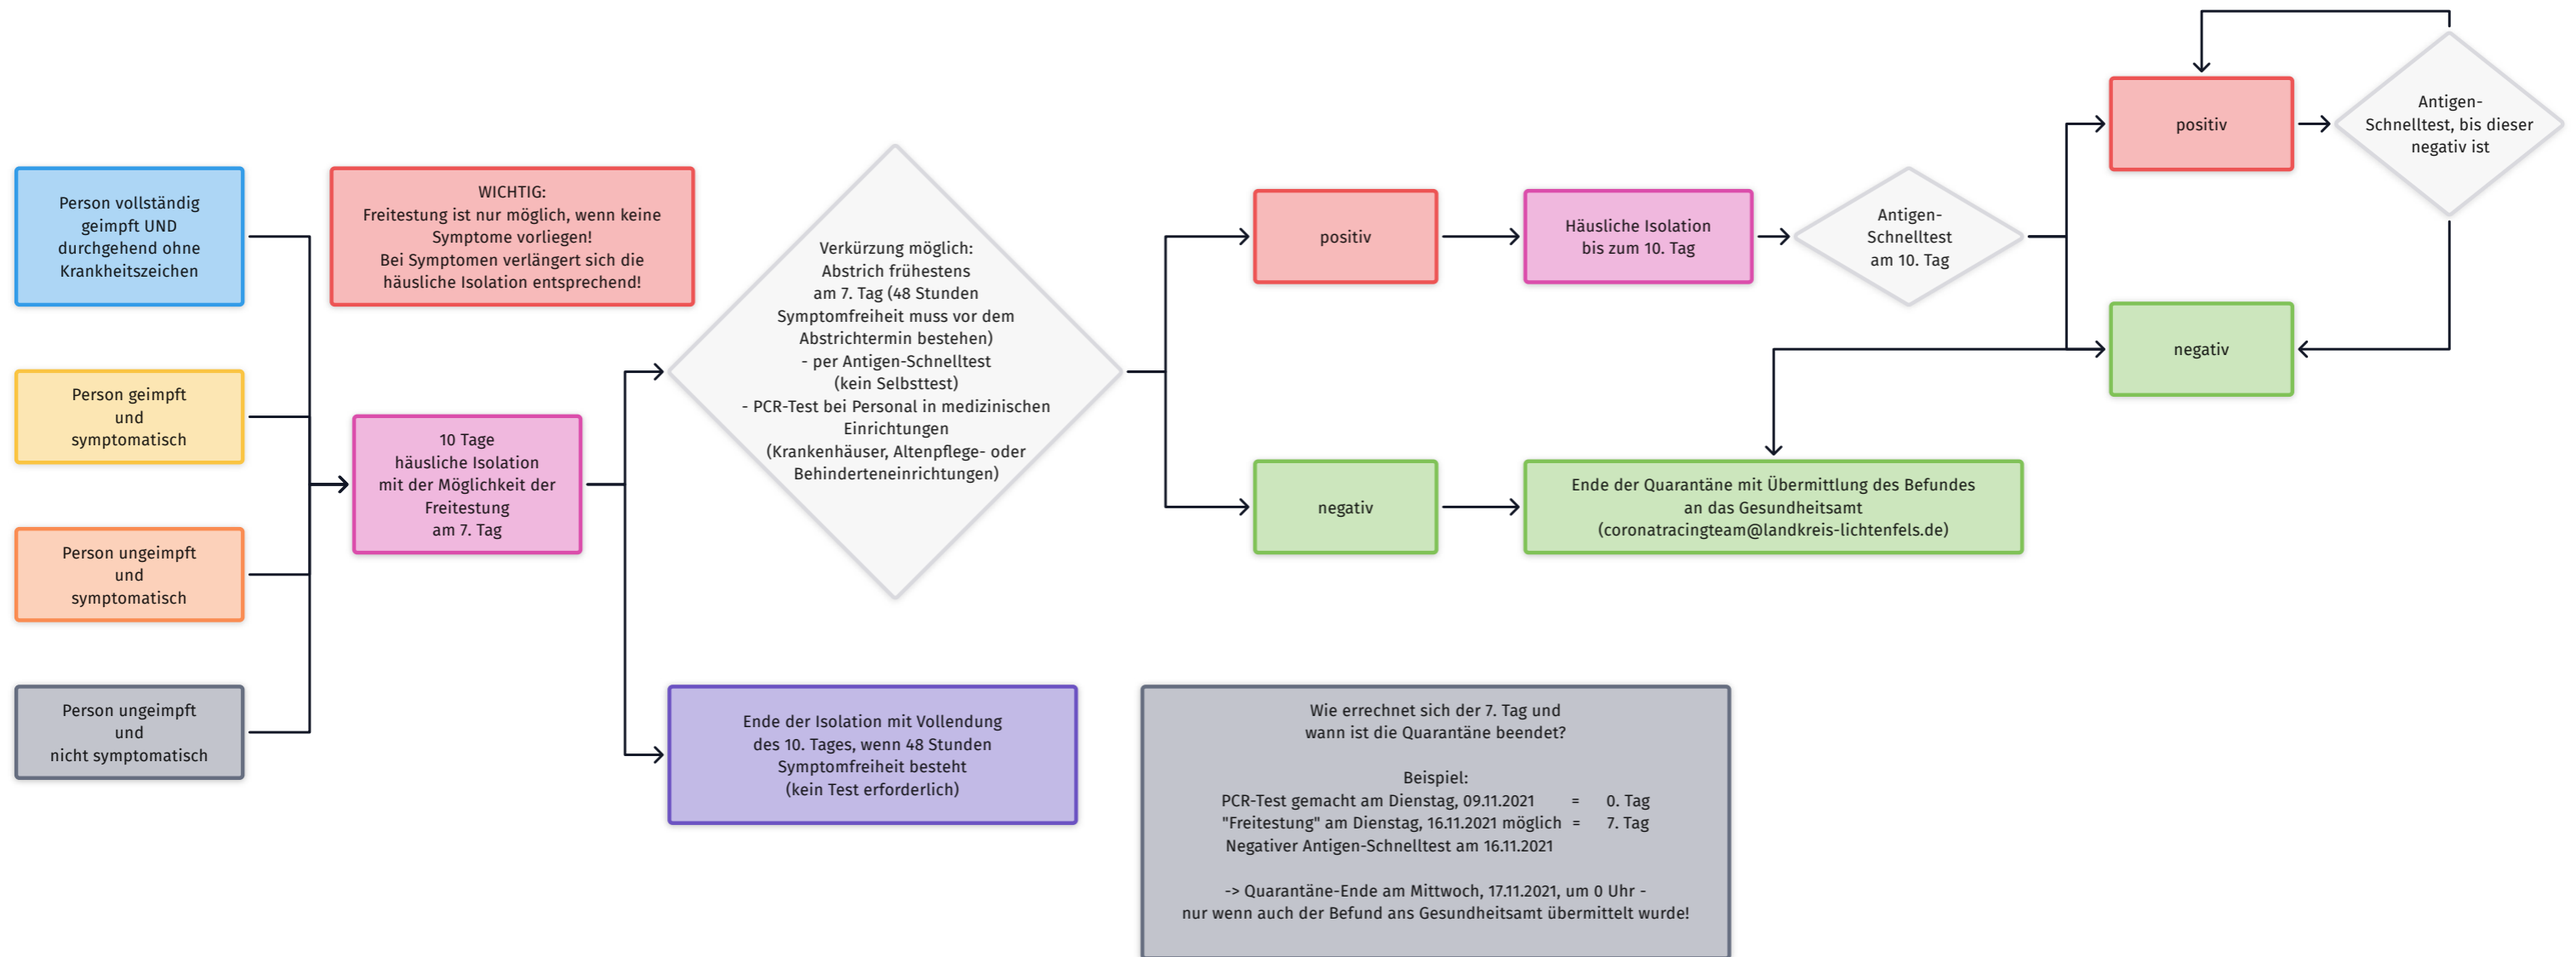 Person vollständig
geimpft UND
durchgehend ohne
Krankheitszeichen
Person geimpft
und
symptomatisch
Person ungeimpft
und
symptomatisch
Person ungeimpft
und
nicht symptomatisch
WICHTIG:
Freitestung ist nur möglich, wenn keine
Symptome vorliegen!
Bei Symptomen verlängert sich die
häusliche Isolation entsprechend!
10 Tage
häusliche Isolation
mit der Möglichkeit der
Freitestung
am 7. Tag
Verkürzung möglich:
Abstrich frühestens
am 7. Tag (48 Stunden
Symptomfreiheit muss vor dem
Abstrichtermin bestehen)
- per Antigen-Schnelltest
(kein Selbsttest)
- PCR-Test bei Personal in medizinischen
Einrichtungen
(Krankenhäuser, Altenpflege- oder
Behinderteneinrichtungen)
Ende der Isolation mit Vollendung
des 10. Tages, wenn 48 Stunden
Symptomfreiheit besteht
(kein Test erforderlich)
positiv
Häusliche Isolation
bis zum 10. Tag
Antigen-
Schnelltest
am 10. Tag
positiv
Antigen-
Schnelltest, bis dieser
negativ ist
negativ
negativ
Ende der Quarantäne mit Übermittlung des Befundes
an das Gesundheitsamt
(coronatracingteam@landkreis-lichtenfels.de)
Wie errechnet sich der 7. Tag und
wann ist die Quarantäne beendet?
Beispiel:
PCR-Test gemacht am Dienstag, 09.11.2021 = 0. Tag
"Freitestung" am Dienstag, 16.11.2021 möglich = 7. Tag
Negativer Antigen-Schnelltest am 16.11.2021
-> Quarantäne-Ende am Mittwoch, 17.11.2021, um 0 Uhr -
nur wenn auch der Befund ans Gesundheitsamt übermittelt wurde!